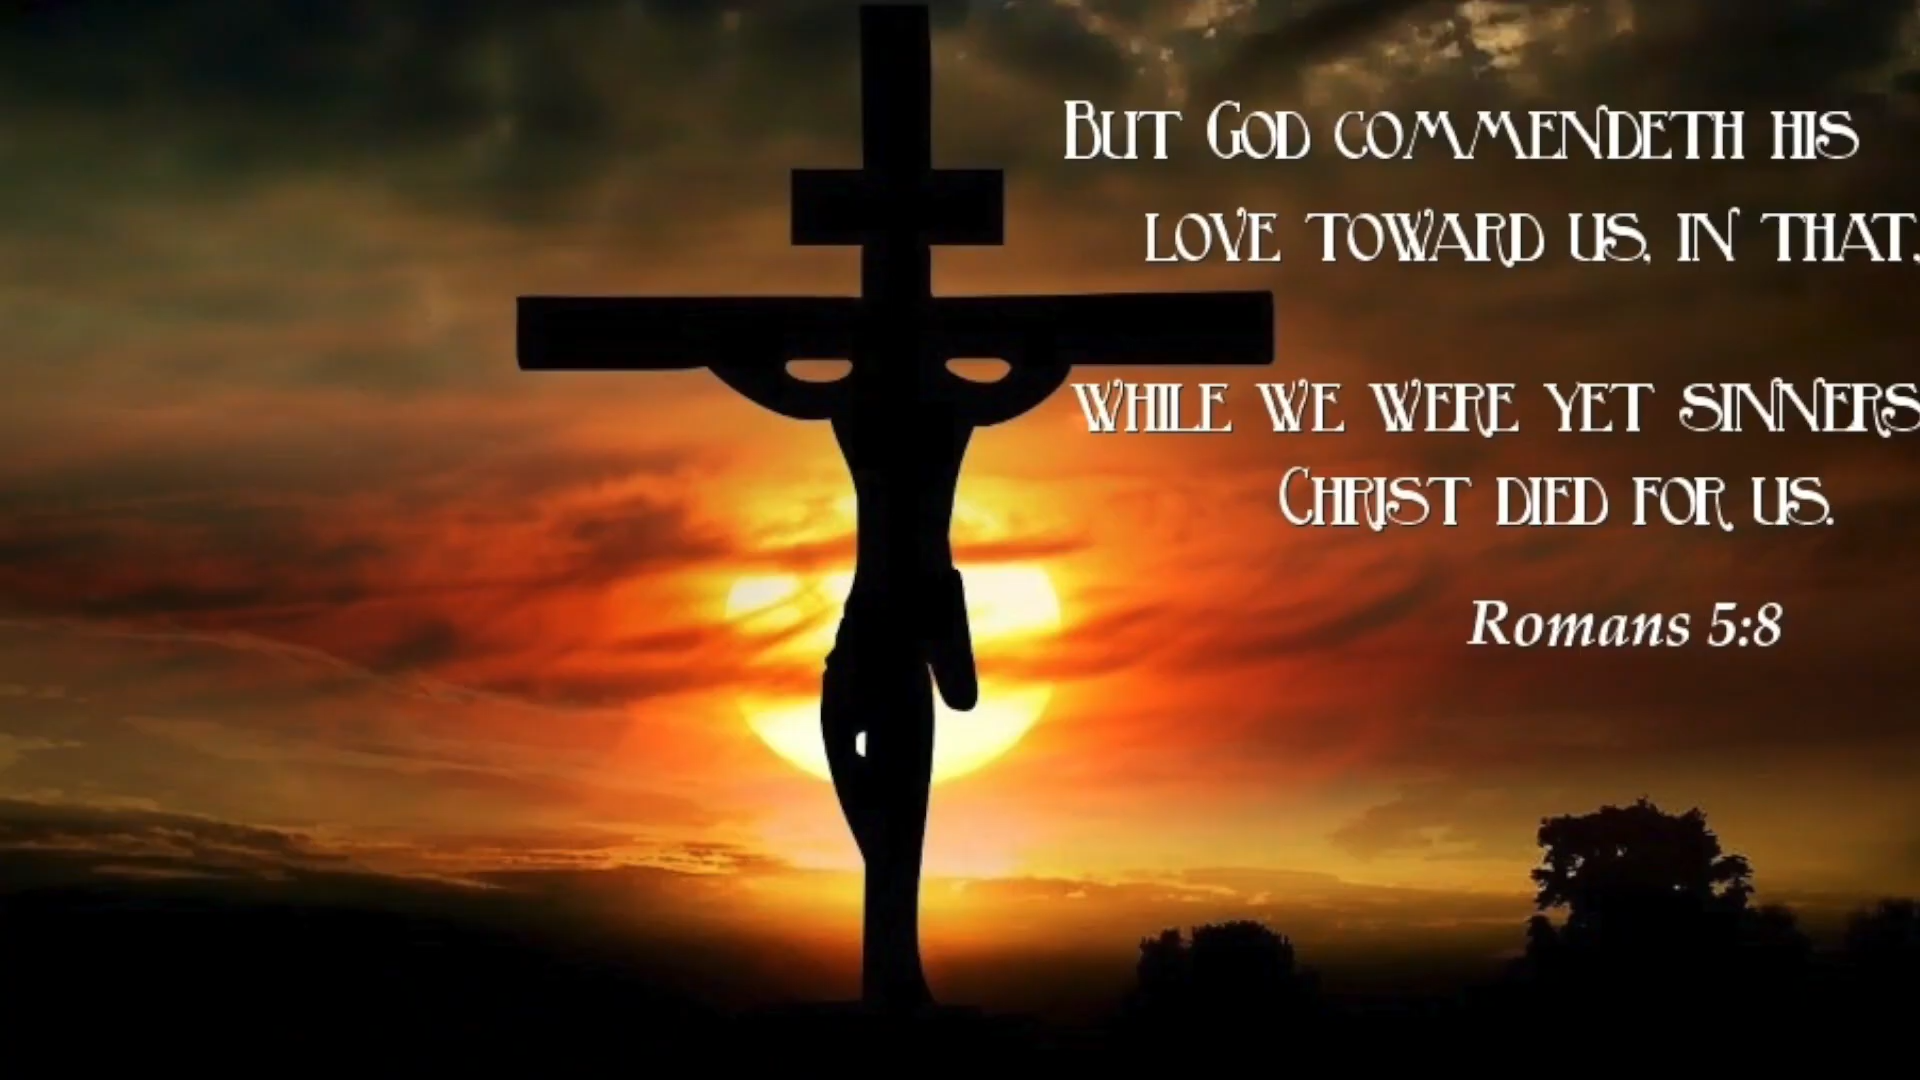 But God commendeth his
love toward us, in that,
while we were yet sinners
Christ died for us.
Romans 5:8